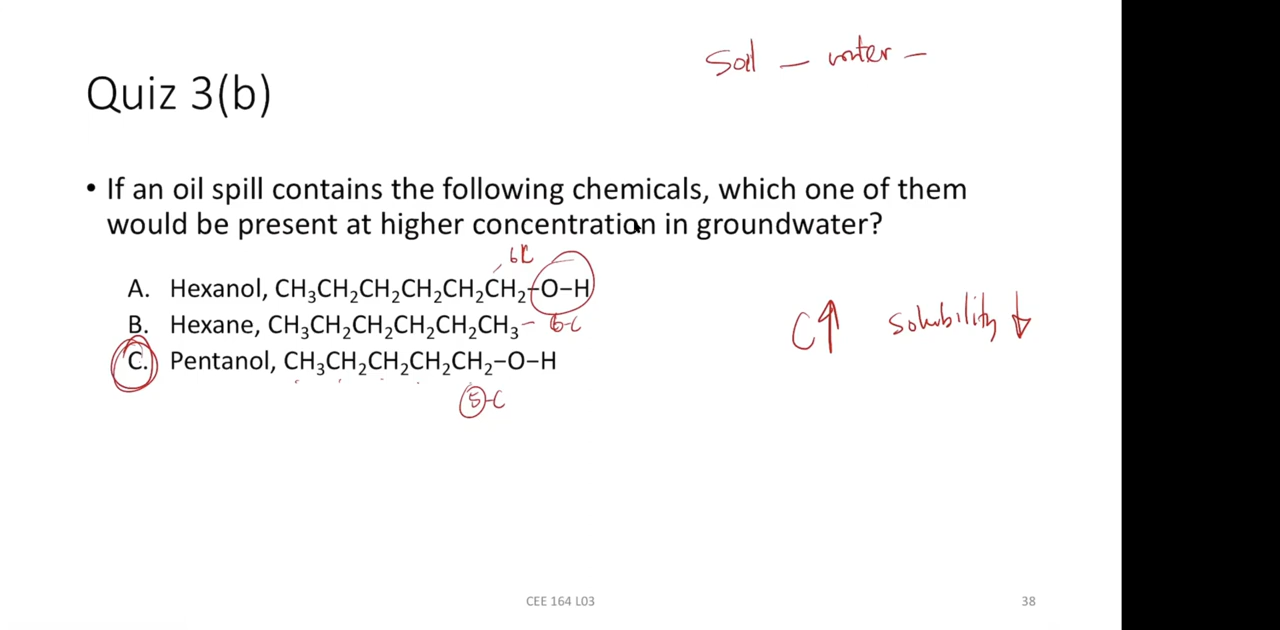 Soil — water —
Quiz 3(b)
• If an oil spill contains the following chemicals, which one of them
would be present at higher concentration in groundwater?
6C
A. Hexanol, CH₃CH₂CH₂CH₂CH₂CH₂–O–H
B. Hexane, CH₃CH₂CH₂CH₂CH₂CH₃ – 6-C
C↑ solubility ↓
C. Pentanol, CH₃CH₂CH₂CH₂CH₂–O–H
5-C
CEE 164 L03
38